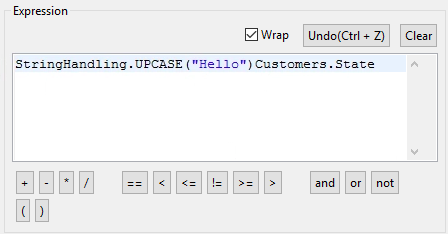 Expression
Wrap Undo(Ctrl + Z) Clear
StringHandling.UPCASE("Hello")Customers.State
+ - * / == < <= != >= > and or not
( )